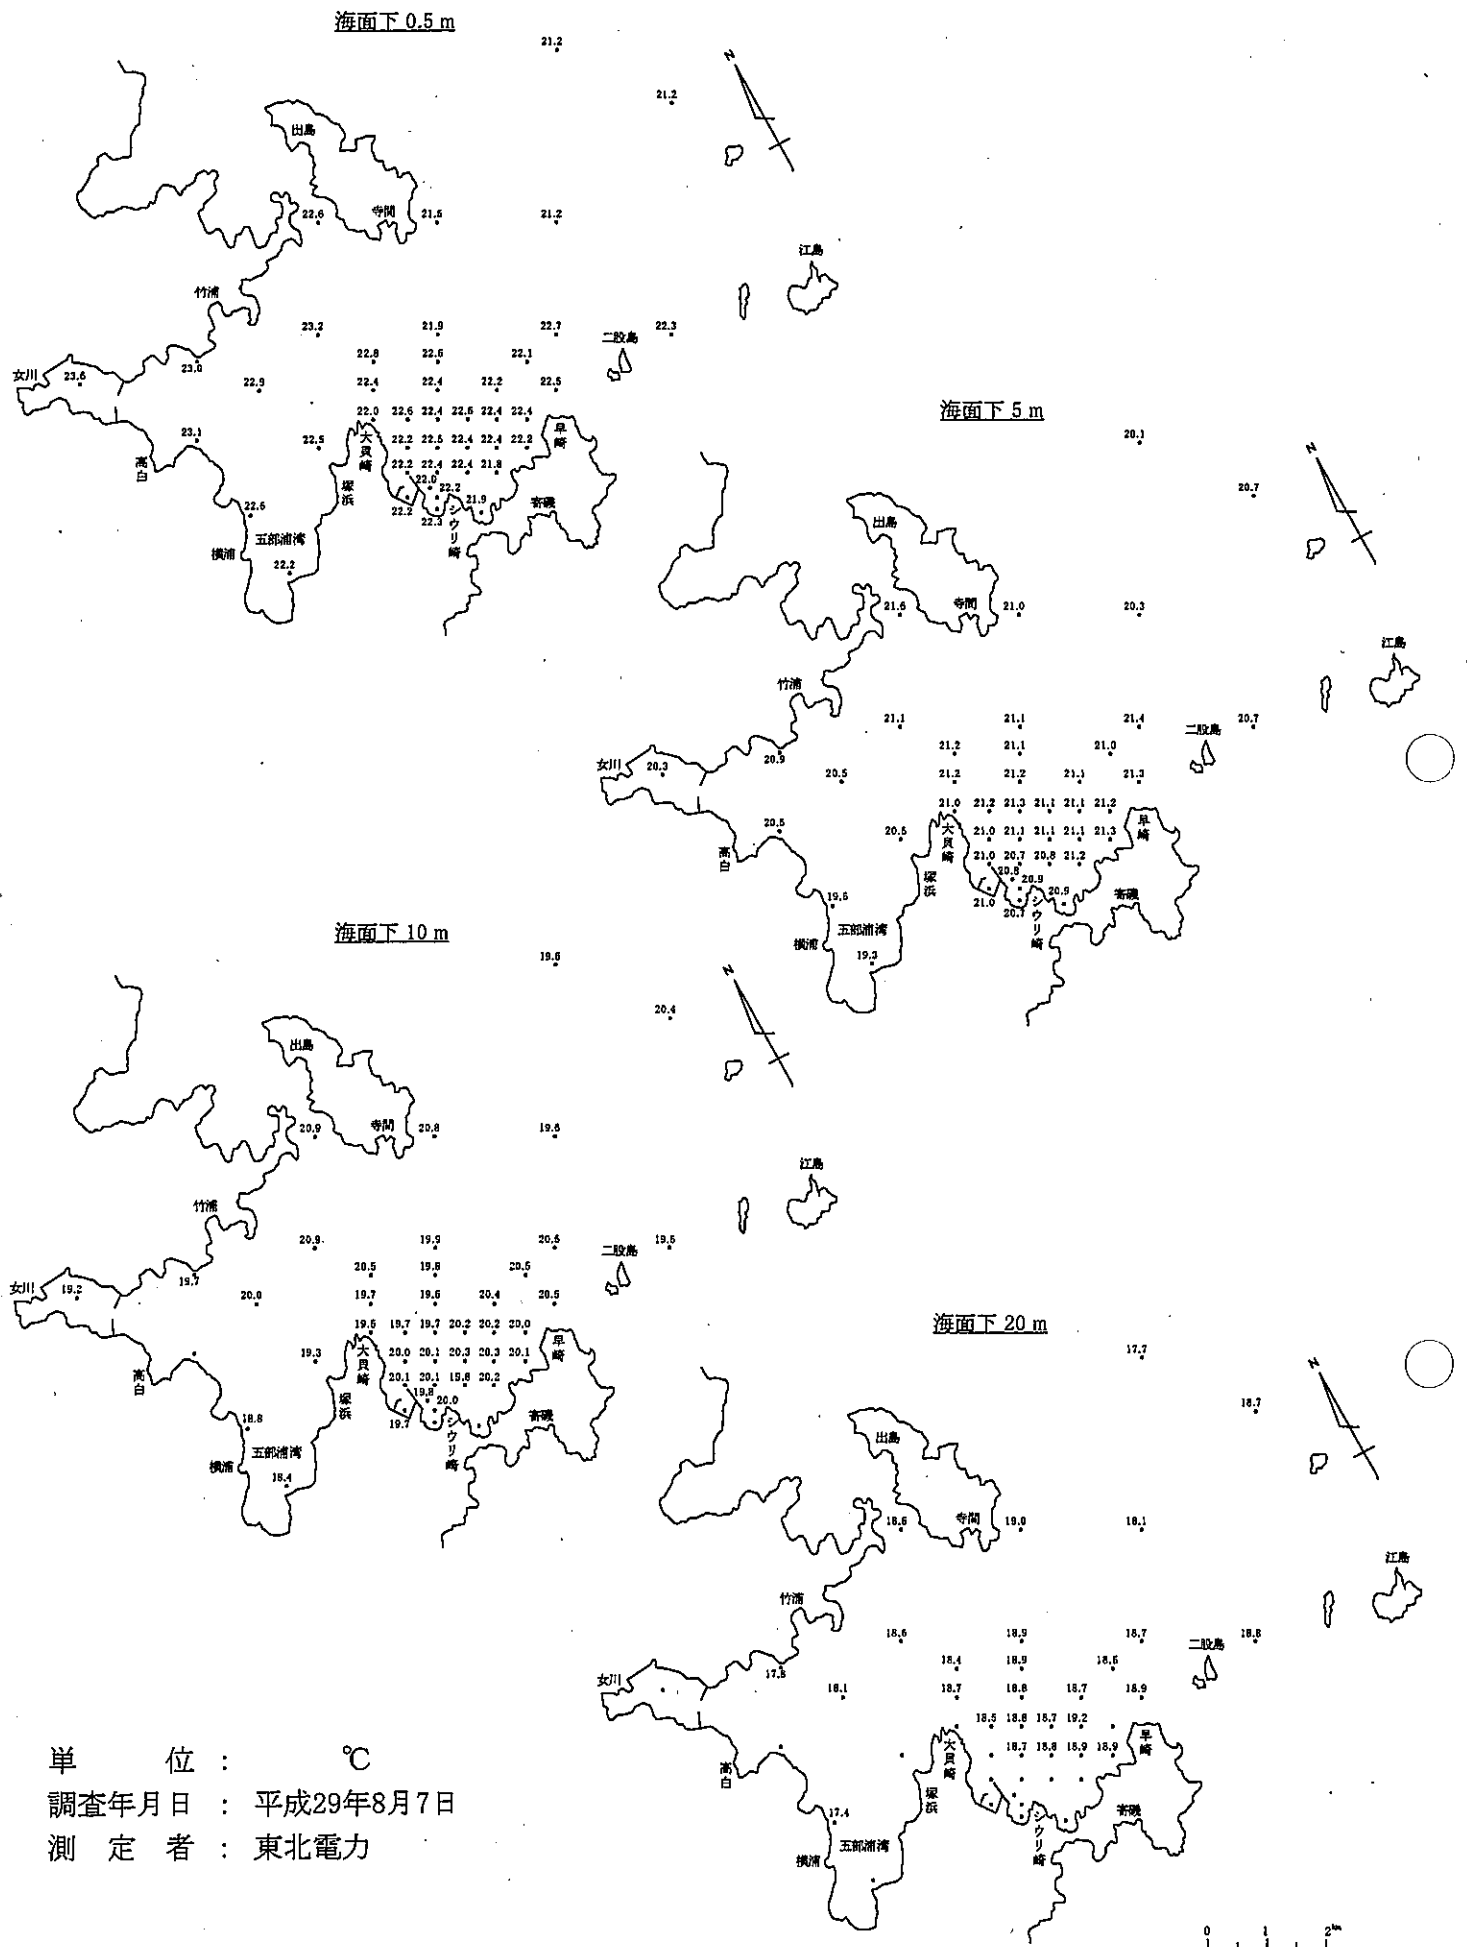 海面下 0.5 m
21.2
21.2
出島
22.6
寺間
21.5
21.2
江島
竹浦
23.2
21.9
22.7
22.3
二股島
22.8
22.6
22.1
女川
23.6
23.0
22.9
22.4
22.4
22.2
22.5
22.0
22.6
22.4
22.6
22.4
22.4
23.1
22.5
大貝崎
22.2
22.5
22.4
22.4
22.2
早崎
高白
22.2
22.4
22.4
21.8
塚浜
22.0
22.2
22.6
22.2
22.3
シウリ崎
21.9
寄磯
横浦
五部浦湾
22.2
海面下 5 m
20.1
20.7
出島
21.6
寺間
21.0
20.3
江島
竹浦
21.1
21.1
21.4
20.7
二股島
21.2
21.1
21.0
女川
20.3
20.9
20.5
21.2
21.2
21.1
21.3
21.0
21.2
21.3
21.1
21.1
21.2
20.5
20.5
大貝崎
21.0
21.1
21.1
21.1
21.3
早崎
高白
21.0
20.7
20.8
21.2
塚浜
20.8
20.9
19.6
21.0
20.7
シウリ崎
20.9
寄磯
横浦
五部浦湾
19.3
海面下 10 m
19.6
20.4
出島
20.9
寺間
20.8
19.6
江島
竹浦
20.9
19.9
20.6
19.6
二股島
20.5
19.8
20.5
女川
19.2
19.7
20.0
19.7
19.6
20.4
20.5
19.6
19.7
19.7
20.2
20.2
20.0
19.3
大貝崎
20.0
20.1
20.3
20.3
20.1
早崎
高白
20.1
20.1
19.8
20.2
塚浜
19.8
20.0
18.8
19.7
シウリ崎
寄磯
横浦
五部浦湾
18.4
海面下 20 m
17.7
18.7
出島
18.6
寺間
19.0
18.1
江島
竹浦
18.6
18.9
18.7
18.8
二股島
18.4
18.9
18.6
女川
17.8
18.1
18.7
18.8
18.7
18.9
18.5
18.8
18.7
19.2
大貝崎
18.7
18.8
18.9
18.9
早崎
高白
塚浜
17.4
シウリ崎
寄磯
横浦
五部浦湾
単 位 : ℃
調査年月日 : 平成29年8月7日
測 定 者 : 東北電力
0 1 2km
N
N
N
N